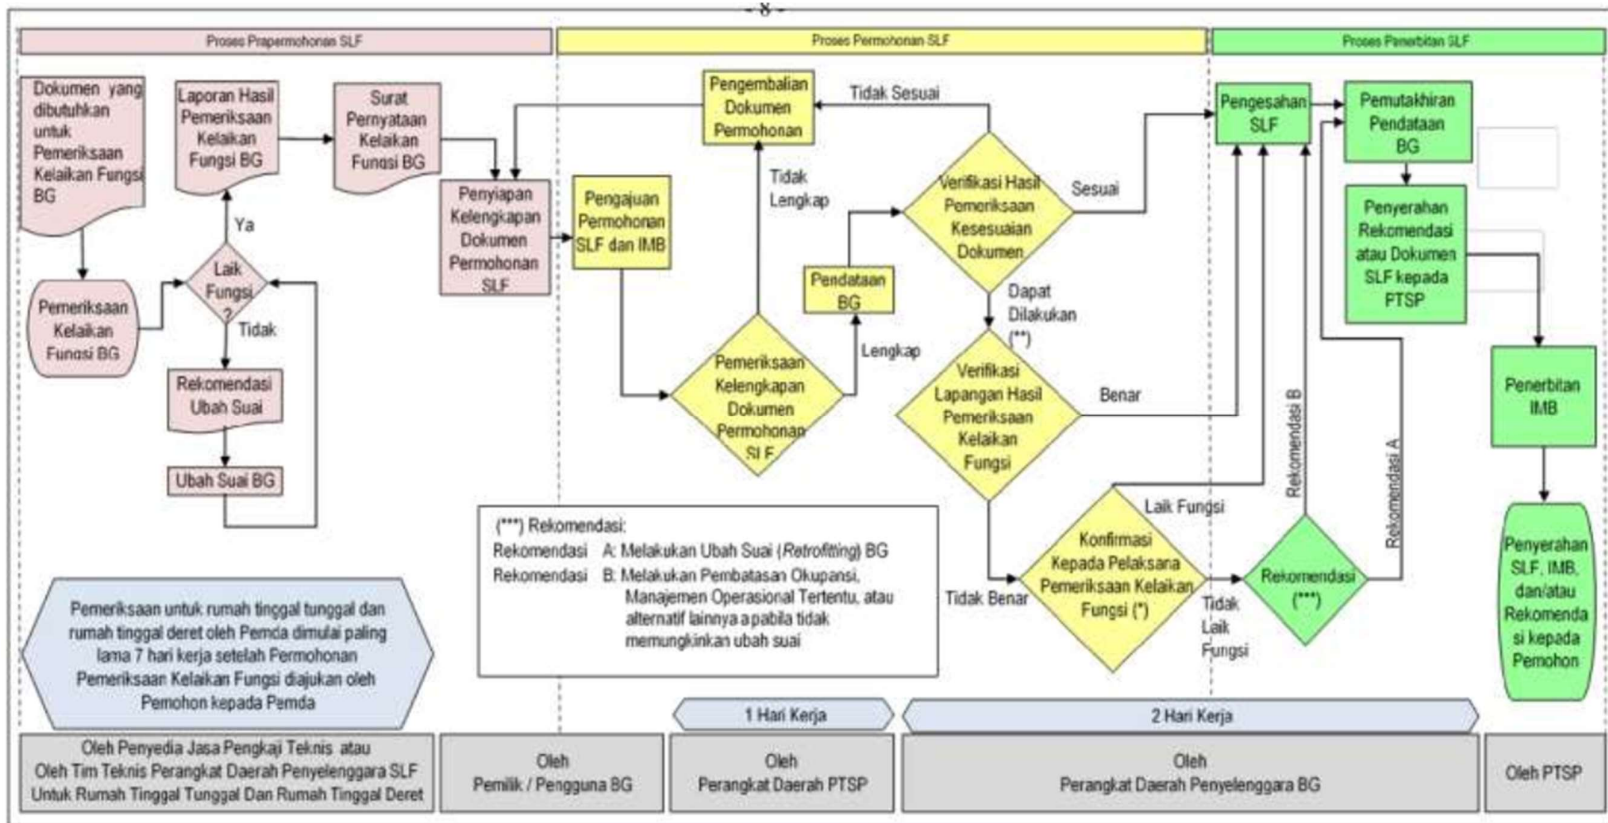 - 8 -
Proses Prapermohonan SLF
Proses Permohonan SLF
Proses Penerbitan SLF
Dokumen yang
dibutuhkan
untuk
Pemeriksaan
Kelaikan Fungsi
BG
Laporan Hasil
Pemeriksaan
Kelaikan
Fungsi BG
Surat
Pernyataan
Kelaikan
Fungsi BG
Penyiapan
Kelengkapan
Dokumen
Permohonan
SLF
Ya
Laik
Fungsi
?
Tidak
Pemeriksaan
Kelaikan
Fungsi BG
Rekomendasi
Ubah Suai
Ubah Suai BG
Pengajuan
Permohonan
SLF dan IMB
Pengembalian
Dokumen
Permohonan
Tidak Sesuai
Tidak
Lengkap
Pemeriksaan
Kelengkapan
Dokumen
Permohonan
SLF
Lengkap
Pendataan
BG
Verifikasi Hasil
Pemeriksaan
Kesesuaian
Dokumen
Sesuai
Dapat
Dilakukan
(**)
Verifikasi
Lapangan Hasil
Pemeriksaan
Kelaikan
Fungsi
Benar
Tidak Benar
Konfirmasi
Kepada Pelaksana
Pemeriksaan Kelaikan
Fungsi (*)
Laik Fungsi
Tidak
Laik
Fungsi
Rekomendasi
(***)
Rekomendasi B
Rekomendasi A
Pengesahan
SLF
Pemutakhiran
Pendataan
BG
Penyerahan
Rekomendasi
atau Dokumen
SLF kepada
PTSP
Penerbitan
IMB
Penyerahan
SLF, IMB,
dan/atau
Rekomenda
si kepada
Pemohon
(***) Rekomendasi:
Rekomendasi A: Melakukan Ubah Suai (Retrofitting) BG
Rekomendasi B: Melakukan Pembatasan Okupansi,
Manajemen Operasional Tertentu, atau
alternatif lainnya apabila tidak
memungkinkan ubah suai
Pemeriksaan untuk rumah tinggal tunggal dan
rumah tinggal deret oleh Pemda dimulai paling
lama 7 hari kerja setelah Permohonan
Pemeriksaan Kelaikan Fungsi diajukan oleh
Pemohon kepada Pemda
1 Hari Kerja
2 Hari Kerja
Oleh Penyedia Jasa Pengkaji Teknis atau
Oleh Tim Teknis Perangkat Daerah Penyelenggara SLF
Untuk Rumah Tinggal Tunggal Dan Rumah Tinggal Deret
Oleh
Pemilik / Pengguna BG
Oleh
Perangkat Daerah PTSP
Oleh
Perangkat Daerah Penyelenggara BG
Oleh PTSP